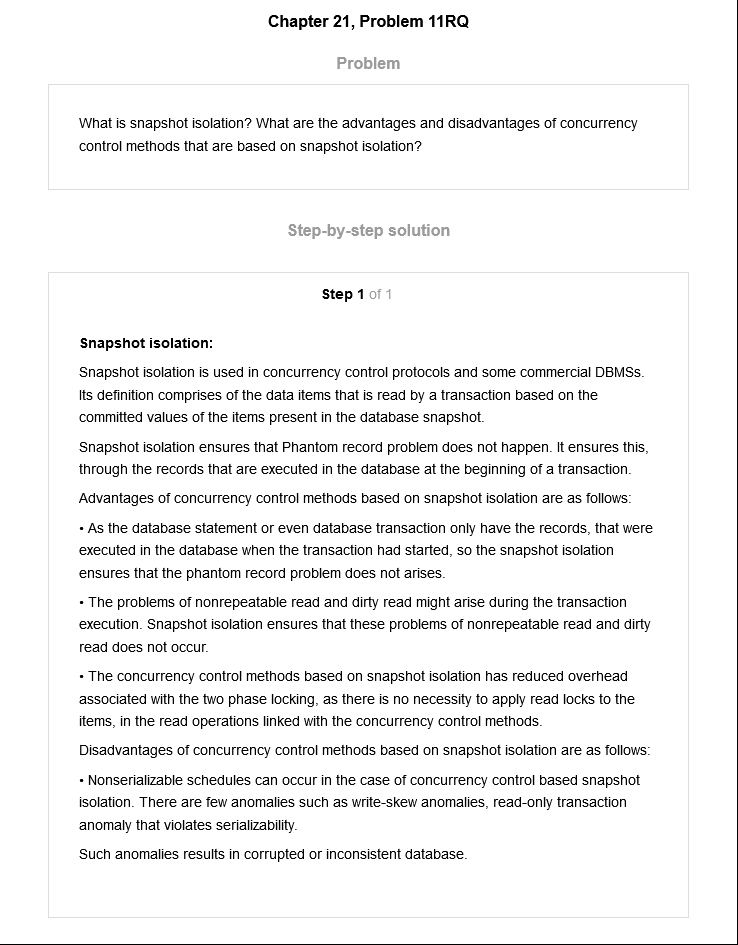 Chapter 21, Problem 11RQ
Problem
What is snapshot isolation? What are the advantages and disadvantages of concurrency
control methods that are based on snapshot isolation?
Step-by-step solution
Step 1 of 1
Snapshot isolation:
Snapshot isolation is used in concurrency control protocols and some commercial DBMSs.
Its definition comprises of the data items that is read by a transaction based on the
committed values of the items present in the database snapshot.
Snapshot isolation ensures that Phantom record problem does not happen. It ensures this,
through the records that are executed in the database at the beginning of a transaction.
Advantages of concurrency control methods based on snapshot isolation are as follows:
• As the database statement or even database transaction only have the records, that were
executed in the database when the transaction had started, so the snapshot isolation
ensures that the phantom record problem does not arises.
• The problems of nonrepeatable read and dirty read might arise during the transaction
execution. Snapshot isolation ensures that these problems of nonrepeatable read and dirty
read does not occur.
• The concurrency control methods based on snapshot isolation has reduced overhead
associated with the two phase locking, as there is no necessity to apply read locks to the
items, in the read operations linked with the concurrency control methods.
Disadvantages of concurrency control methods based on snapshot isolation are as follows:
• Nonserializable schedules can occur in the case of concurrency control based snapshot
isolation. There are few anomalies such as write-skew anomalies, read-only transaction
anomaly that violates serializability.
Such anomalies results in corrupted or inconsistent database.